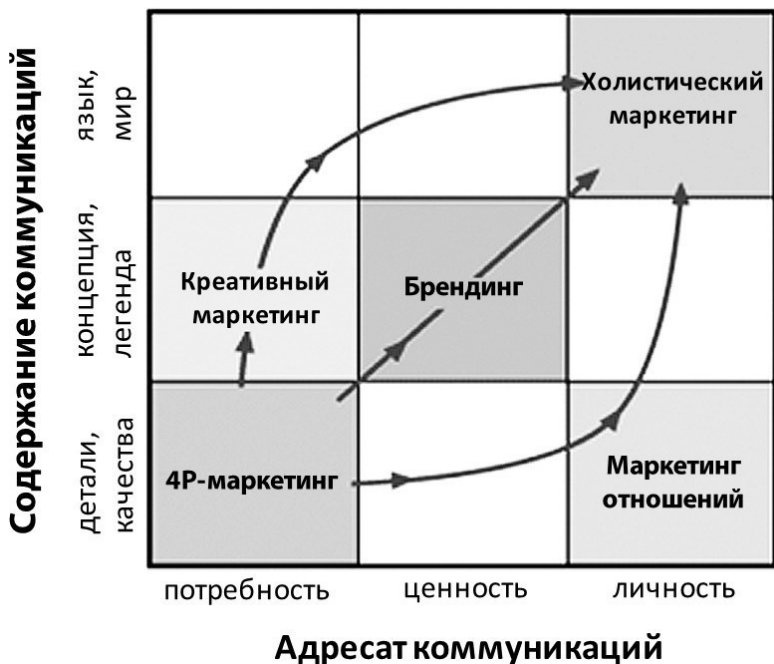 Содержание коммуникаций
язык,
мир
концепция,
легенда
детали,
качества
Холистический
маркетинг
Креативный
маркетинг
Брендинг
4P-маркетинг
Маркетинг
отношений
потребность
ценность
личность
Адресат коммуникаций